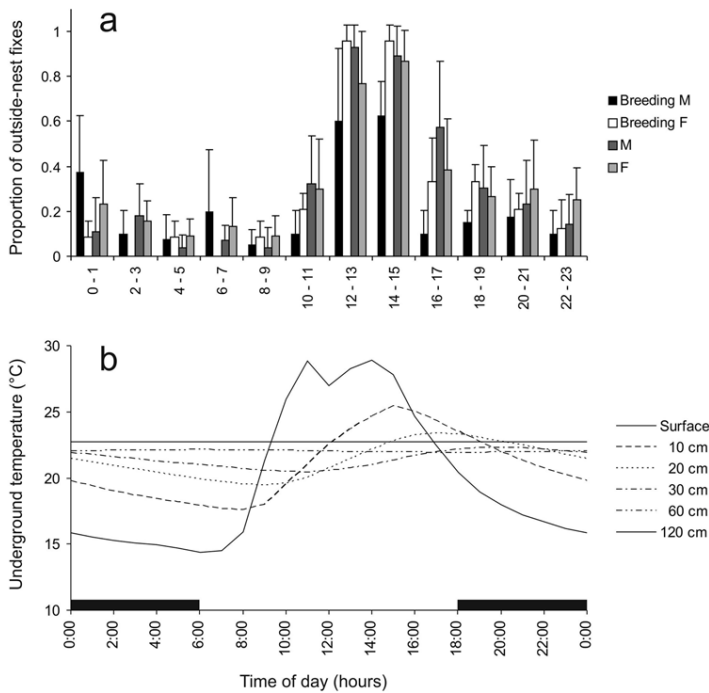 a
Proportion of outside-nest fixes
1
0.8
0.6
0.4
0.2
0
0 - 1
2 - 3
4 - 5
6 - 7
8 - 9
10 - 11
12 - 13
14 - 15
16 - 17
18 - 19
20 - 21
22 - 23
Breeding M
Breeding F
M
F
b
Underground temperature (°C)
30
25
20
15
10
0:00
2:00
4:00
6:00
8:00
10:00
12:00
14:00
16:00
18:00
20:00
22:00
0:00
Time of day (hours)
Surface
10 cm
20 cm
30 cm
60 cm
120 cm